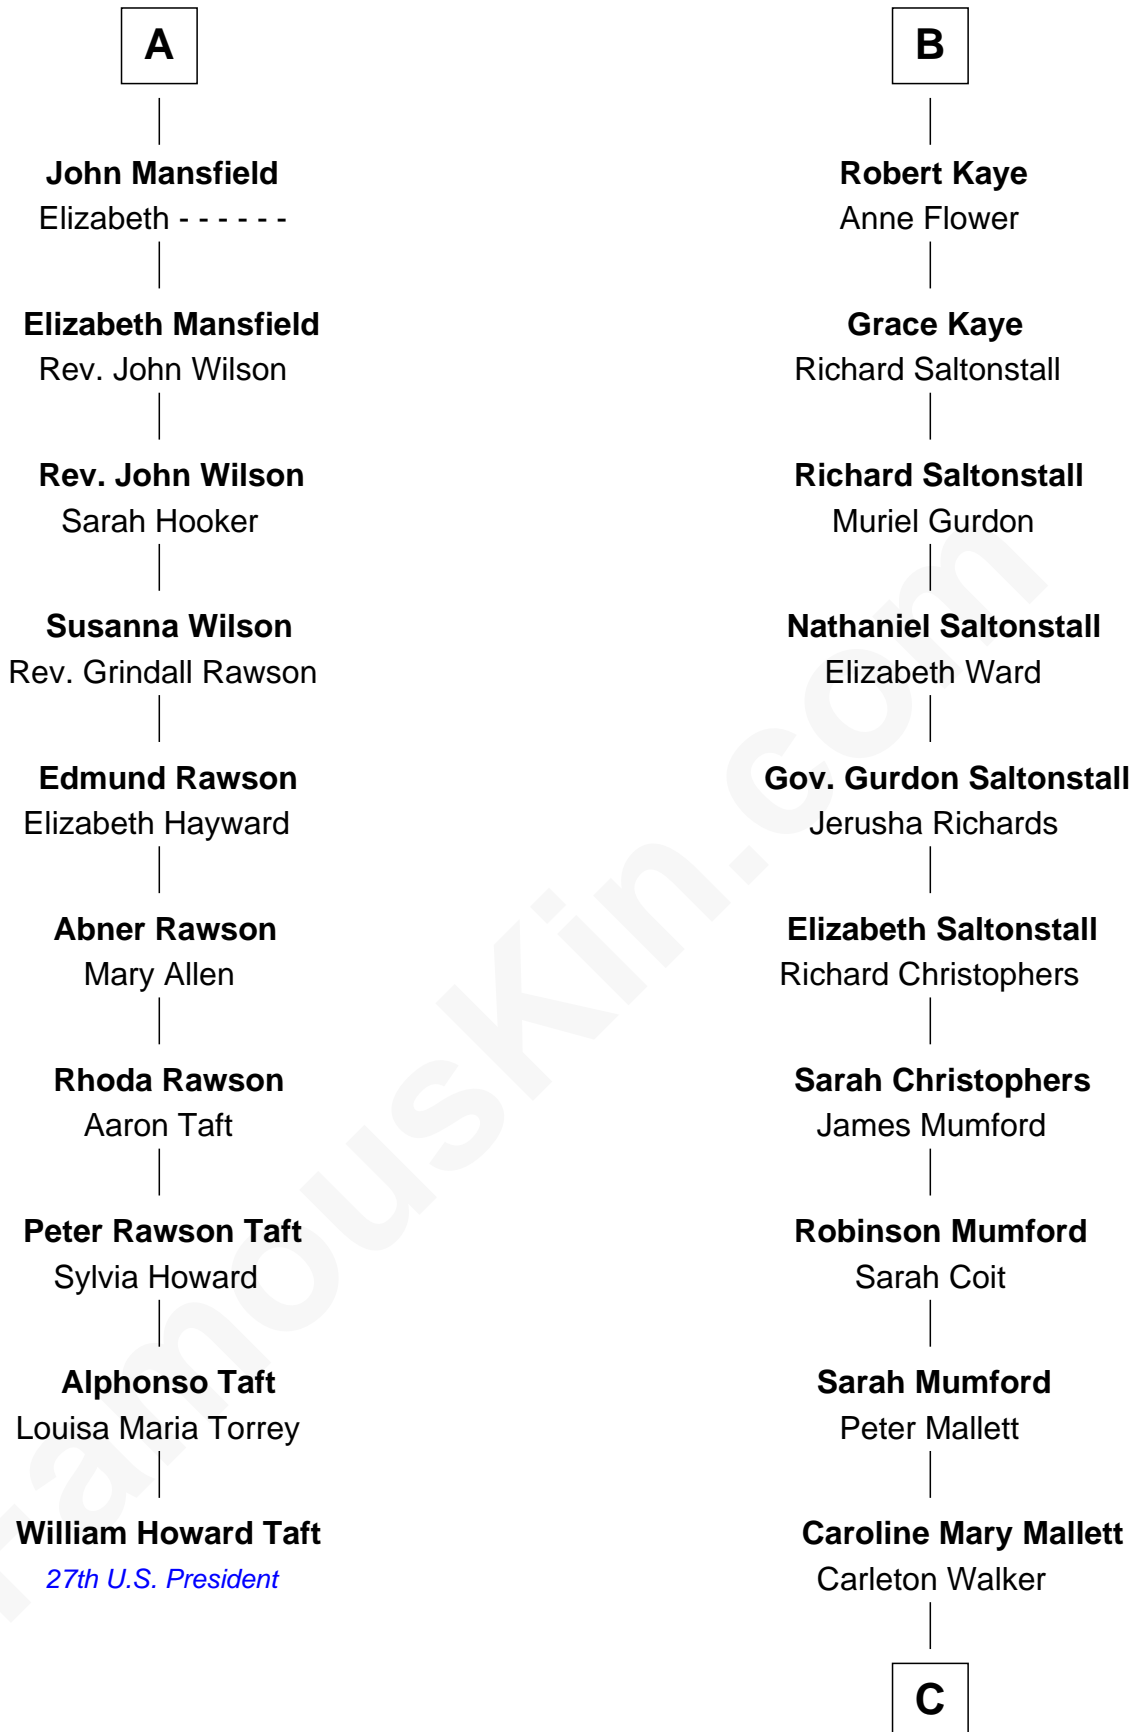 A
John Mansfield
Elizabeth - - - - - -
Elizabeth Mansfield
Rev. John Wilson
Rev. John Wilson
Sarah Hooker
Susanna Wilson
Rev. Grindall Rawson
Edmund Rawson
Elizabeth Hayward
Abner Rawson
Mary Allen
Rhoda Rawson
Aaron Taft
Peter Rawson Taft
Sylvia Howard
Alphonso Taft
Louisa Maria Torrey
William Howard Taft
27th U.S. President
B
Robert Kaye
Anne Flower
Grace Kaye
Richard Saltonstall
Richard Saltonstall
Muriel Gurdon
Nathaniel Saltonstall
Elizabeth Ward
Gov. Gurdon Saltonstall
Jerusha Richards
Elizabeth Saltonstall
Richard Christophers
Sarah Christophers
James Mumford
Robinson Mumford
Sarah Coit
Sarah Mumford
Peter Mallett
Caroline Mary Mallett
Carleton Walker
C
FamousKin.com